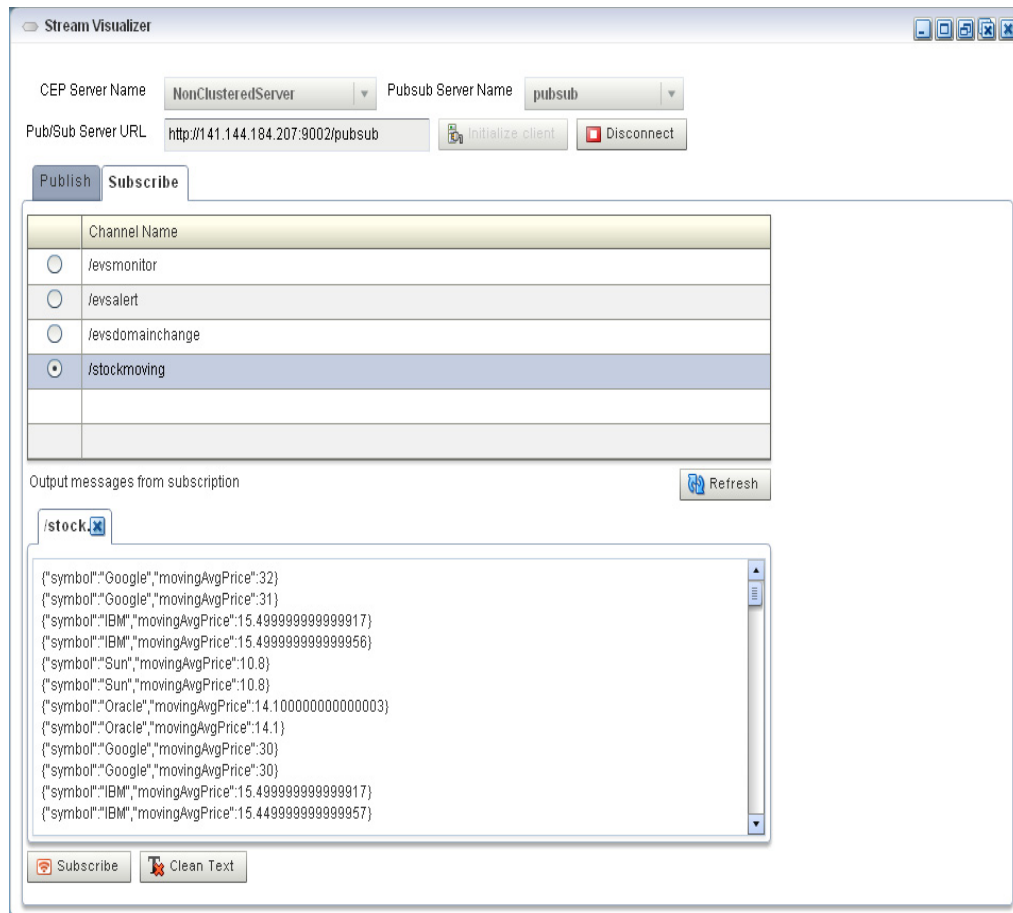 Stream Visualizer
CEP Server Name NonClusteredServer Pubsub Server Name pubsub
Pub/Sub Server URL http://141.144.184.207:9002/pubsub Initialize client Disconnect
Publish Subscribe
Channel Name
/evsmonitor
/evsalert
/evsdomainchange
/stockmoving
Output messages from subscription Refresh
/stock.
{"symbol":"Google","movingAvgPrice":32}
{"symbol":"Google","movingAvgPrice":31}
{"symbol":"IBM","movingAvgPrice":15.499999999999917}
{"symbol":"IBM","movingAvgPrice":15.499999999999956}
{"symbol":"Sun","movingAvgPrice":10.8}
{"symbol":"Sun","movingAvgPrice":10.8}
{"symbol":"Oracle","movingAvgPrice":14.100000000000003}
{"symbol":"Oracle","movingAvgPrice":14.1}
{"symbol":"Google","movingAvgPrice":30}
{"symbol":"Google","movingAvgPrice":30}
{"symbol":"IBM","movingAvgPrice":15.499999999999917}
{"symbol":"IBM","movingAvgPrice":15.449999999999957}
Subscribe Clean Text